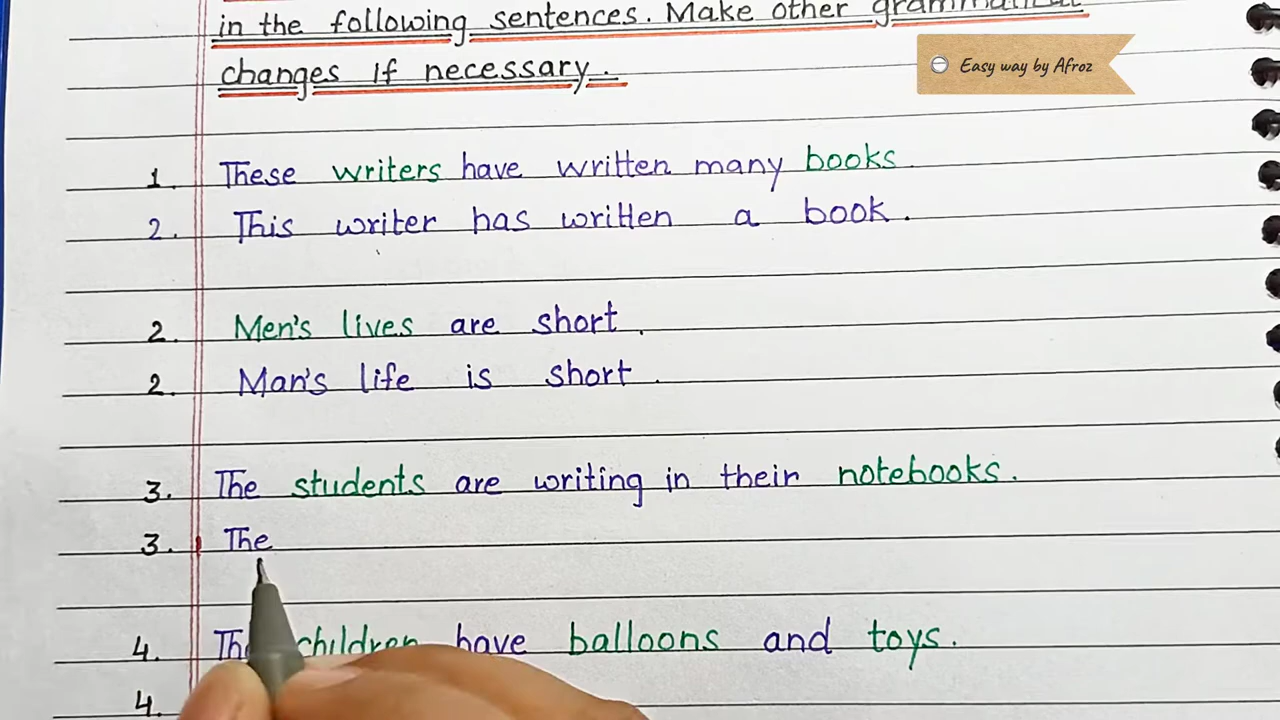 in the following sentences. Make other grammatical
changes if necessary.
Easy way by Afroz
1. These writers have written many books.
2. This writer has written a book.
2. Men's lives are short.
2. Man's life is short.
3. The students are writing in their notebooks.
3. The
4. The children have balloons and toys.
4.